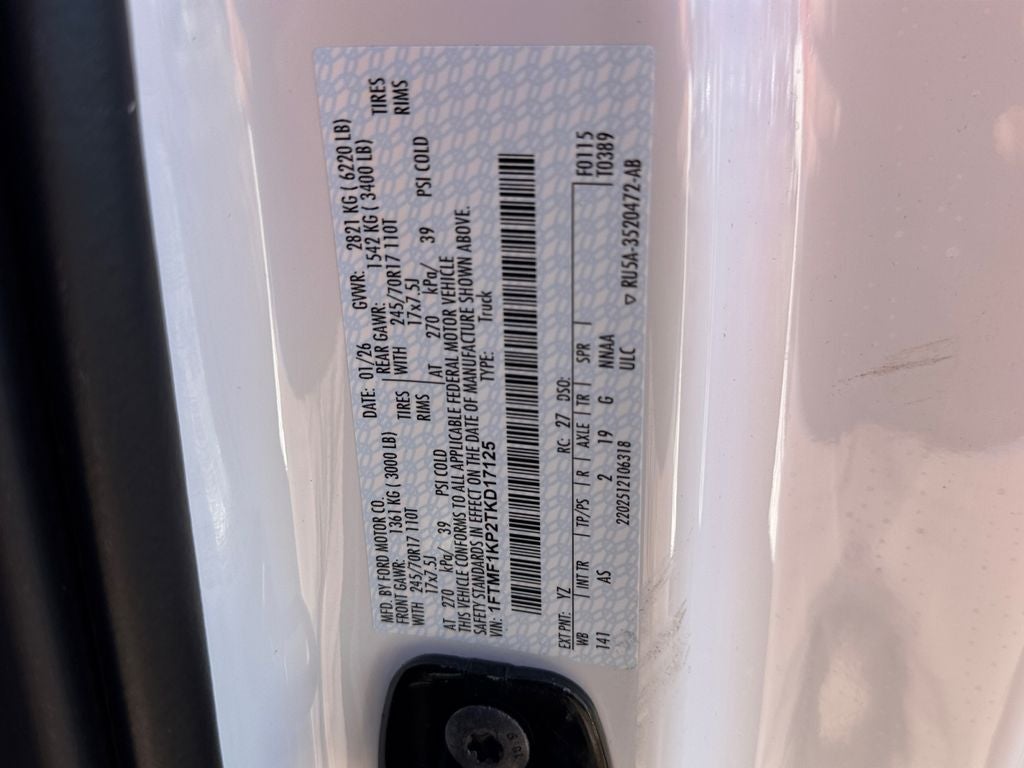 MFD. BY FORD MOTOR CO.
DATE: 01/26 GVWR: 2821 KG ( 6220 LB)
FRONT GAWR: 1361 KG ( 3000 LB)
REAR GAWR: 1542 KG ( 3400 LB)
WITH 245/70R17 110T TIRES
WITH 245/70R17 110T TIRES
17x7.5J RIMS
17x7.5J RIMS
AT 270 kPa/ 39 PSI COLD
AT 270 kPa/ 39 PSI COLD
THIS VEHICLE CONFORMS TO ALL APPLICABLE FEDERAL MOTOR VEHICLE
SAFETY STANDARDS IN EFFECT ON THE DATE OF MANUFACTURE SHOWN ABOVE.
VIN: 1FTMF1KP2TKD17125 TYPE: Truck
EXT PNT: YZ RC: 27 DSO: F0115
WB INT TR TP/PS R AXLE TR SPR T0389
141 AS 2 19 G NNAA
2202512106318 ULC ▽ RU5A-3520472-AB